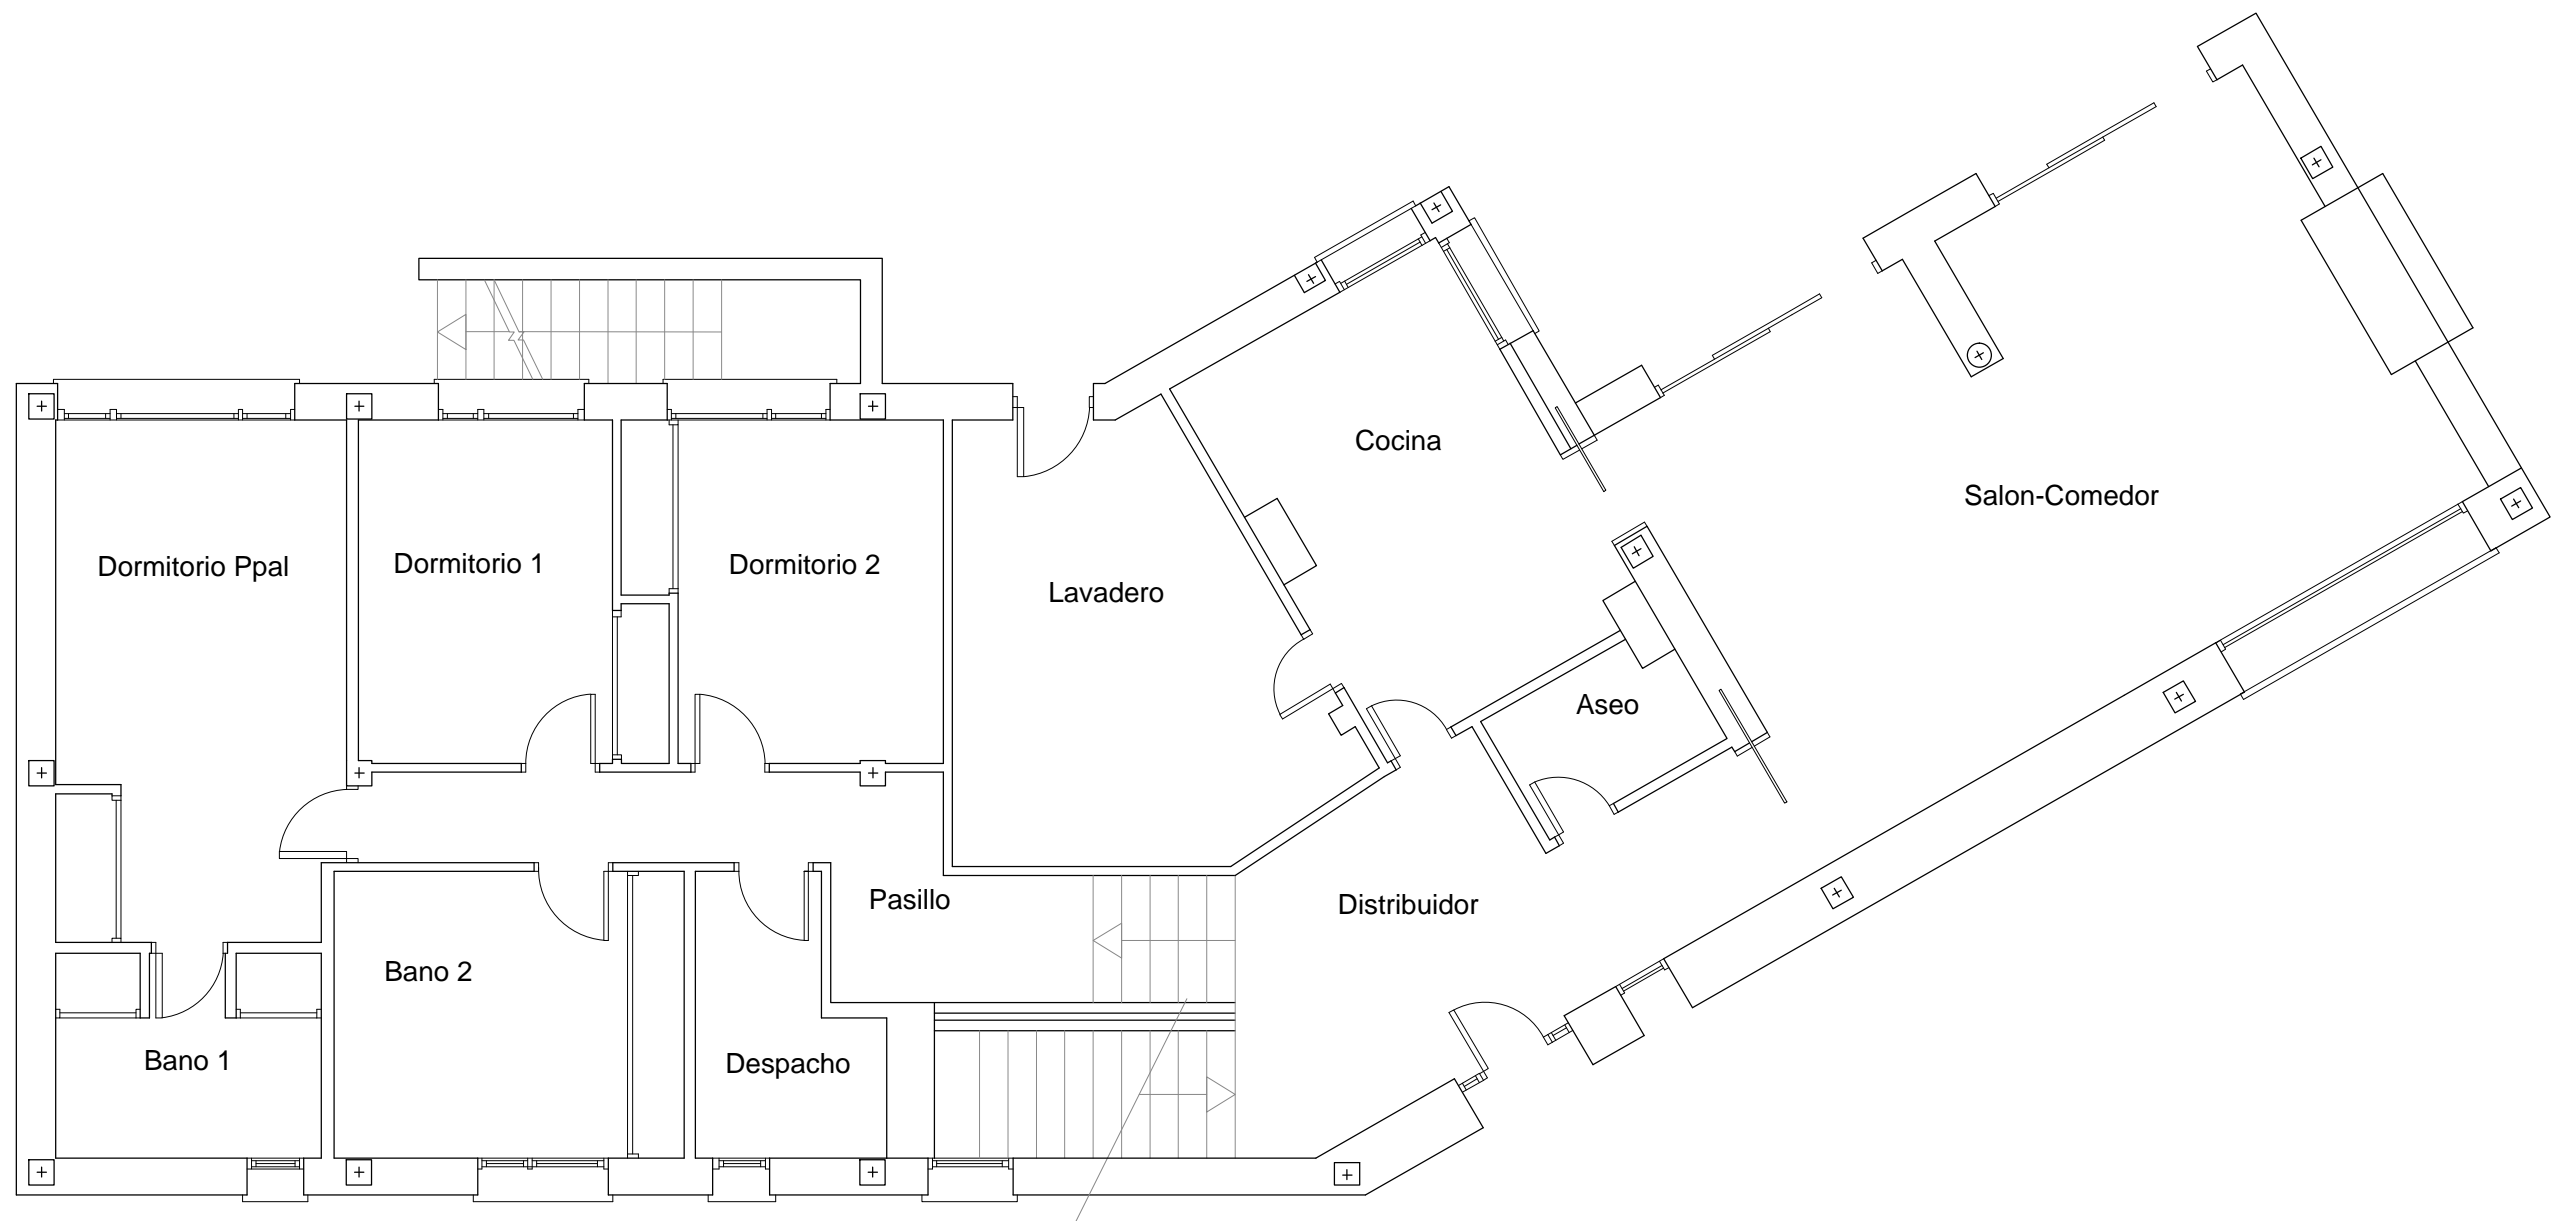 Cocina
Salon-Comedor
Dormitorio Ppal
Dormitorio 1
Dormitorio 2
Lavadero
Aseo
Pasillo
Distribuidor
Bano 2
Bano 1
Despacho